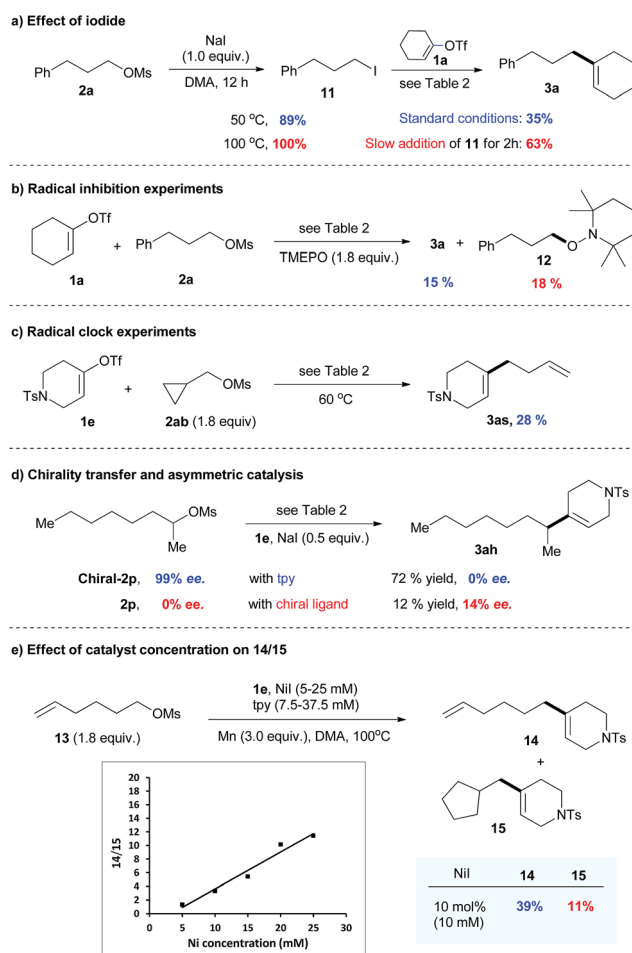 a) Effect of iodide
Ph OMs
2a
NaI
(1.0 equiv.)
DMA, 12 h
Ph I
11
OTf
1a
see Table 2
Ph
3a
50 °C, 89%
100 °C, 100%
Standard conditions: 35%
Slow addition of 11 for 2h: 63%
b) Radical inhibition experiments
OTf
1a
+
Ph OMs
2a
see Table 2
TMEPO (1.8 equiv.)
3a
15 %
+
Ph O N
12
18 %
c) Radical clock experiments
OTf
TsN
1e
+
OMs
2ab (1.8 equiv)
see Table 2
60 °C
TsN
3as, 28 %
d) Chirality transfer and asymmetric catalysis
Me OMs
Me
see Table 2
1e, NaI (0.5 equiv.)
NTs
Me
Me
3ah
Chiral-2p, 99% ee. with tpy 72 % yield, 0% ee.
2p, 0% ee. with chiral ligand 12 % yield, 14% ee.
e) Effect of catalyst concentration on 14/15
OMs
13 (1.8 equiv.)
1e, NiI (5-25 mM)
tpy (7.5-37.5 mM)
Mn (3.0 equiv.), DMA, 100°C
NTs
14
+
NTs
15
14/15
20
18
16
14
12
10
8
6
4
2
0
0 5 10 15 20 25 30
Ni concentration (mM)
NiI 14 15
10 mol% 39% 11%
(10 mM)